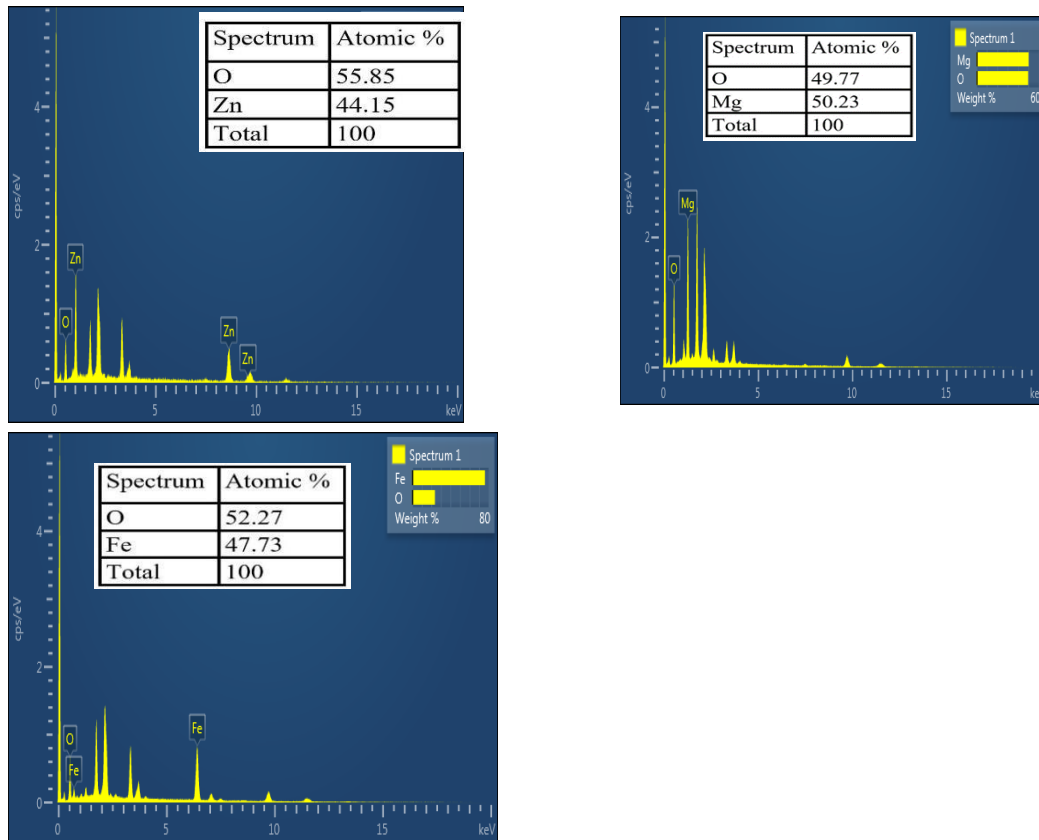 Spectrum Atomic %
O 55.85
Zn 44.15
Total 100
4
cps/eV
2
Zn
O
Zn
Zn
0
0 5 10 15 keV
Spectrum Atomic %
O 49.77
Mg 50.23
Total 100
Spectrum 1
Mg
O
Weight % 60
4
cps/eV
Mg
2
O
0
0 5 10 15 keV
Spectrum Atomic %
O 52.27
Fe 47.73
Total 100
Spectrum 1
Fe
O
Weight % 80
4
cps/eV
2
Fe
O
Fe
0
0 5 10 15 keV